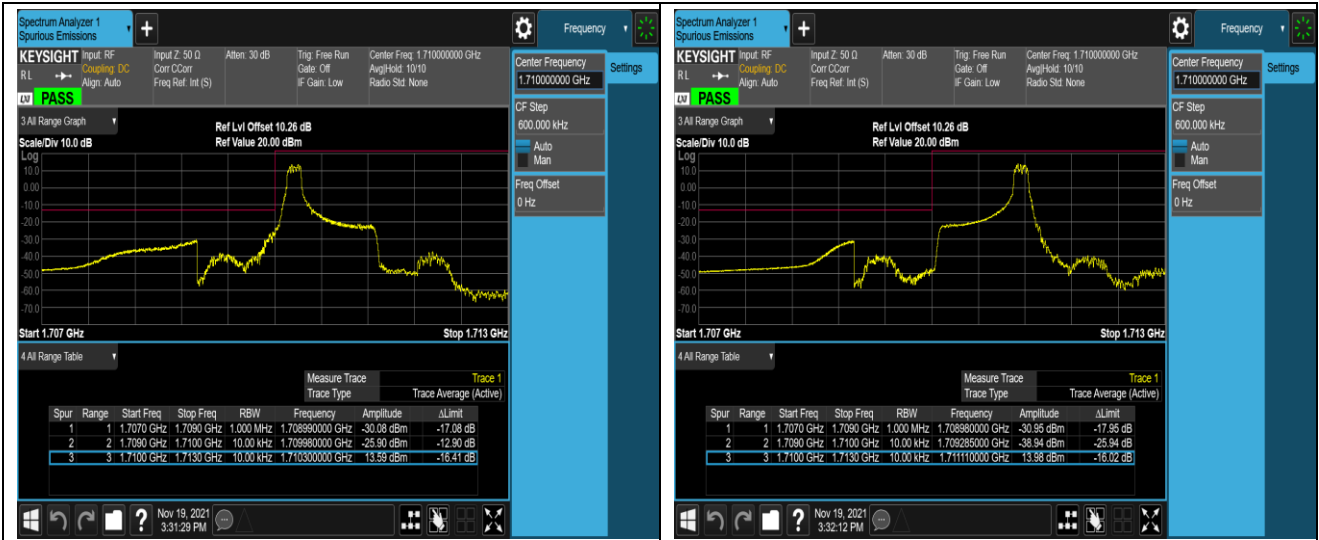 Spectrum Analyzer 1
Spurious Emissions
Frequency
KEYSIGHT Input: RF Input Z: 50 Ω Atten: 30 dB Trig: Free Run Center Freq: 1.710000000 GHz
Coupling: DC Corr CCorr Gate: Off Avg|Hold: 10/10
RL Align: Auto Freq Ref: Int (S) IF Gain: Low Radio Std: None
PASS
Center Frequency
1.710000000 GHz
Settings
CF Step
600.000 kHz
Auto
Man
Freq Offset
0 Hz
3 All Range Graph
Ref Lvl Offset 10.26 dB
Scale/Div 10.0 dB Ref Value 20.00 dBm
Log
10.0
0.00
-10.0
-20.0
-30.0
-40.0
-50.0
-60.0
-70.0
Start 1.707 GHz Stop 1.713 GHz
4 All Range Table
Measure Trace Trace 1
Trace Type Trace Average (Active)
Spur Range Start Freq Stop Freq RBW Frequency Amplitude ΔLimit
1 1 1.7070 GHz 1.7090 GHz 1.000 MHz 1.708990000 GHz -30.08 dBm -17.08 dB
2 2 1.7090 GHz 1.7100 GHz 10.00 kHz 1.709980000 GHz -25.90 dBm -12.90 dB
3 3 1.7100 GHz 1.7130 GHz 10.00 kHz 1.710300000 GHz 13.59 dBm -16.41 dB
Nov 19, 2021
3:31:29 PM
Spectrum Analyzer 1
Spurious Emissions
Frequency
KEYSIGHT Input: RF Input Z: 50 Ω Atten: 30 dB Trig: Free Run Center Freq: 1.710000000 GHz
Coupling: DC Corr CCorr Gate: Off Avg|Hold: 10/10
RL Align: Auto Freq Ref: Int (S) IF Gain: Low Radio Std: None
PASS
Center Frequency
1.710000000 GHz
Settings
CF Step
600.000 kHz
Auto
Man
Freq Offset
0 Hz
3 All Range Graph
Ref Lvl Offset 10.26 dB
Scale/Div 10.0 dB Ref Value 20.00 dBm
Log
10.0
0.00
-10.0
-20.0
-30.0
-40.0
-50.0
-60.0
-70.0
Start 1.707 GHz Stop 1.713 GHz
4 All Range Table
Measure Trace Trace 1
Trace Type Trace Average (Active)
Spur Range Start Freq Stop Freq RBW Frequency Amplitude ΔLimit
1 1 1.7070 GHz 1.7090 GHz 1.000 MHz 1.708980000 GHz -30.95 dBm -17.95 dB
2 2 1.7090 GHz 1.7100 GHz 10.00 kHz 1.709285000 GHz -38.94 dBm -25.94 dB
3 3 1.7100 GHz 1.7130 GHz 10.00 kHz 1.711110000 GHz 13.98 dBm -16.02 dB
Nov 19, 2021
3:32:12 PM